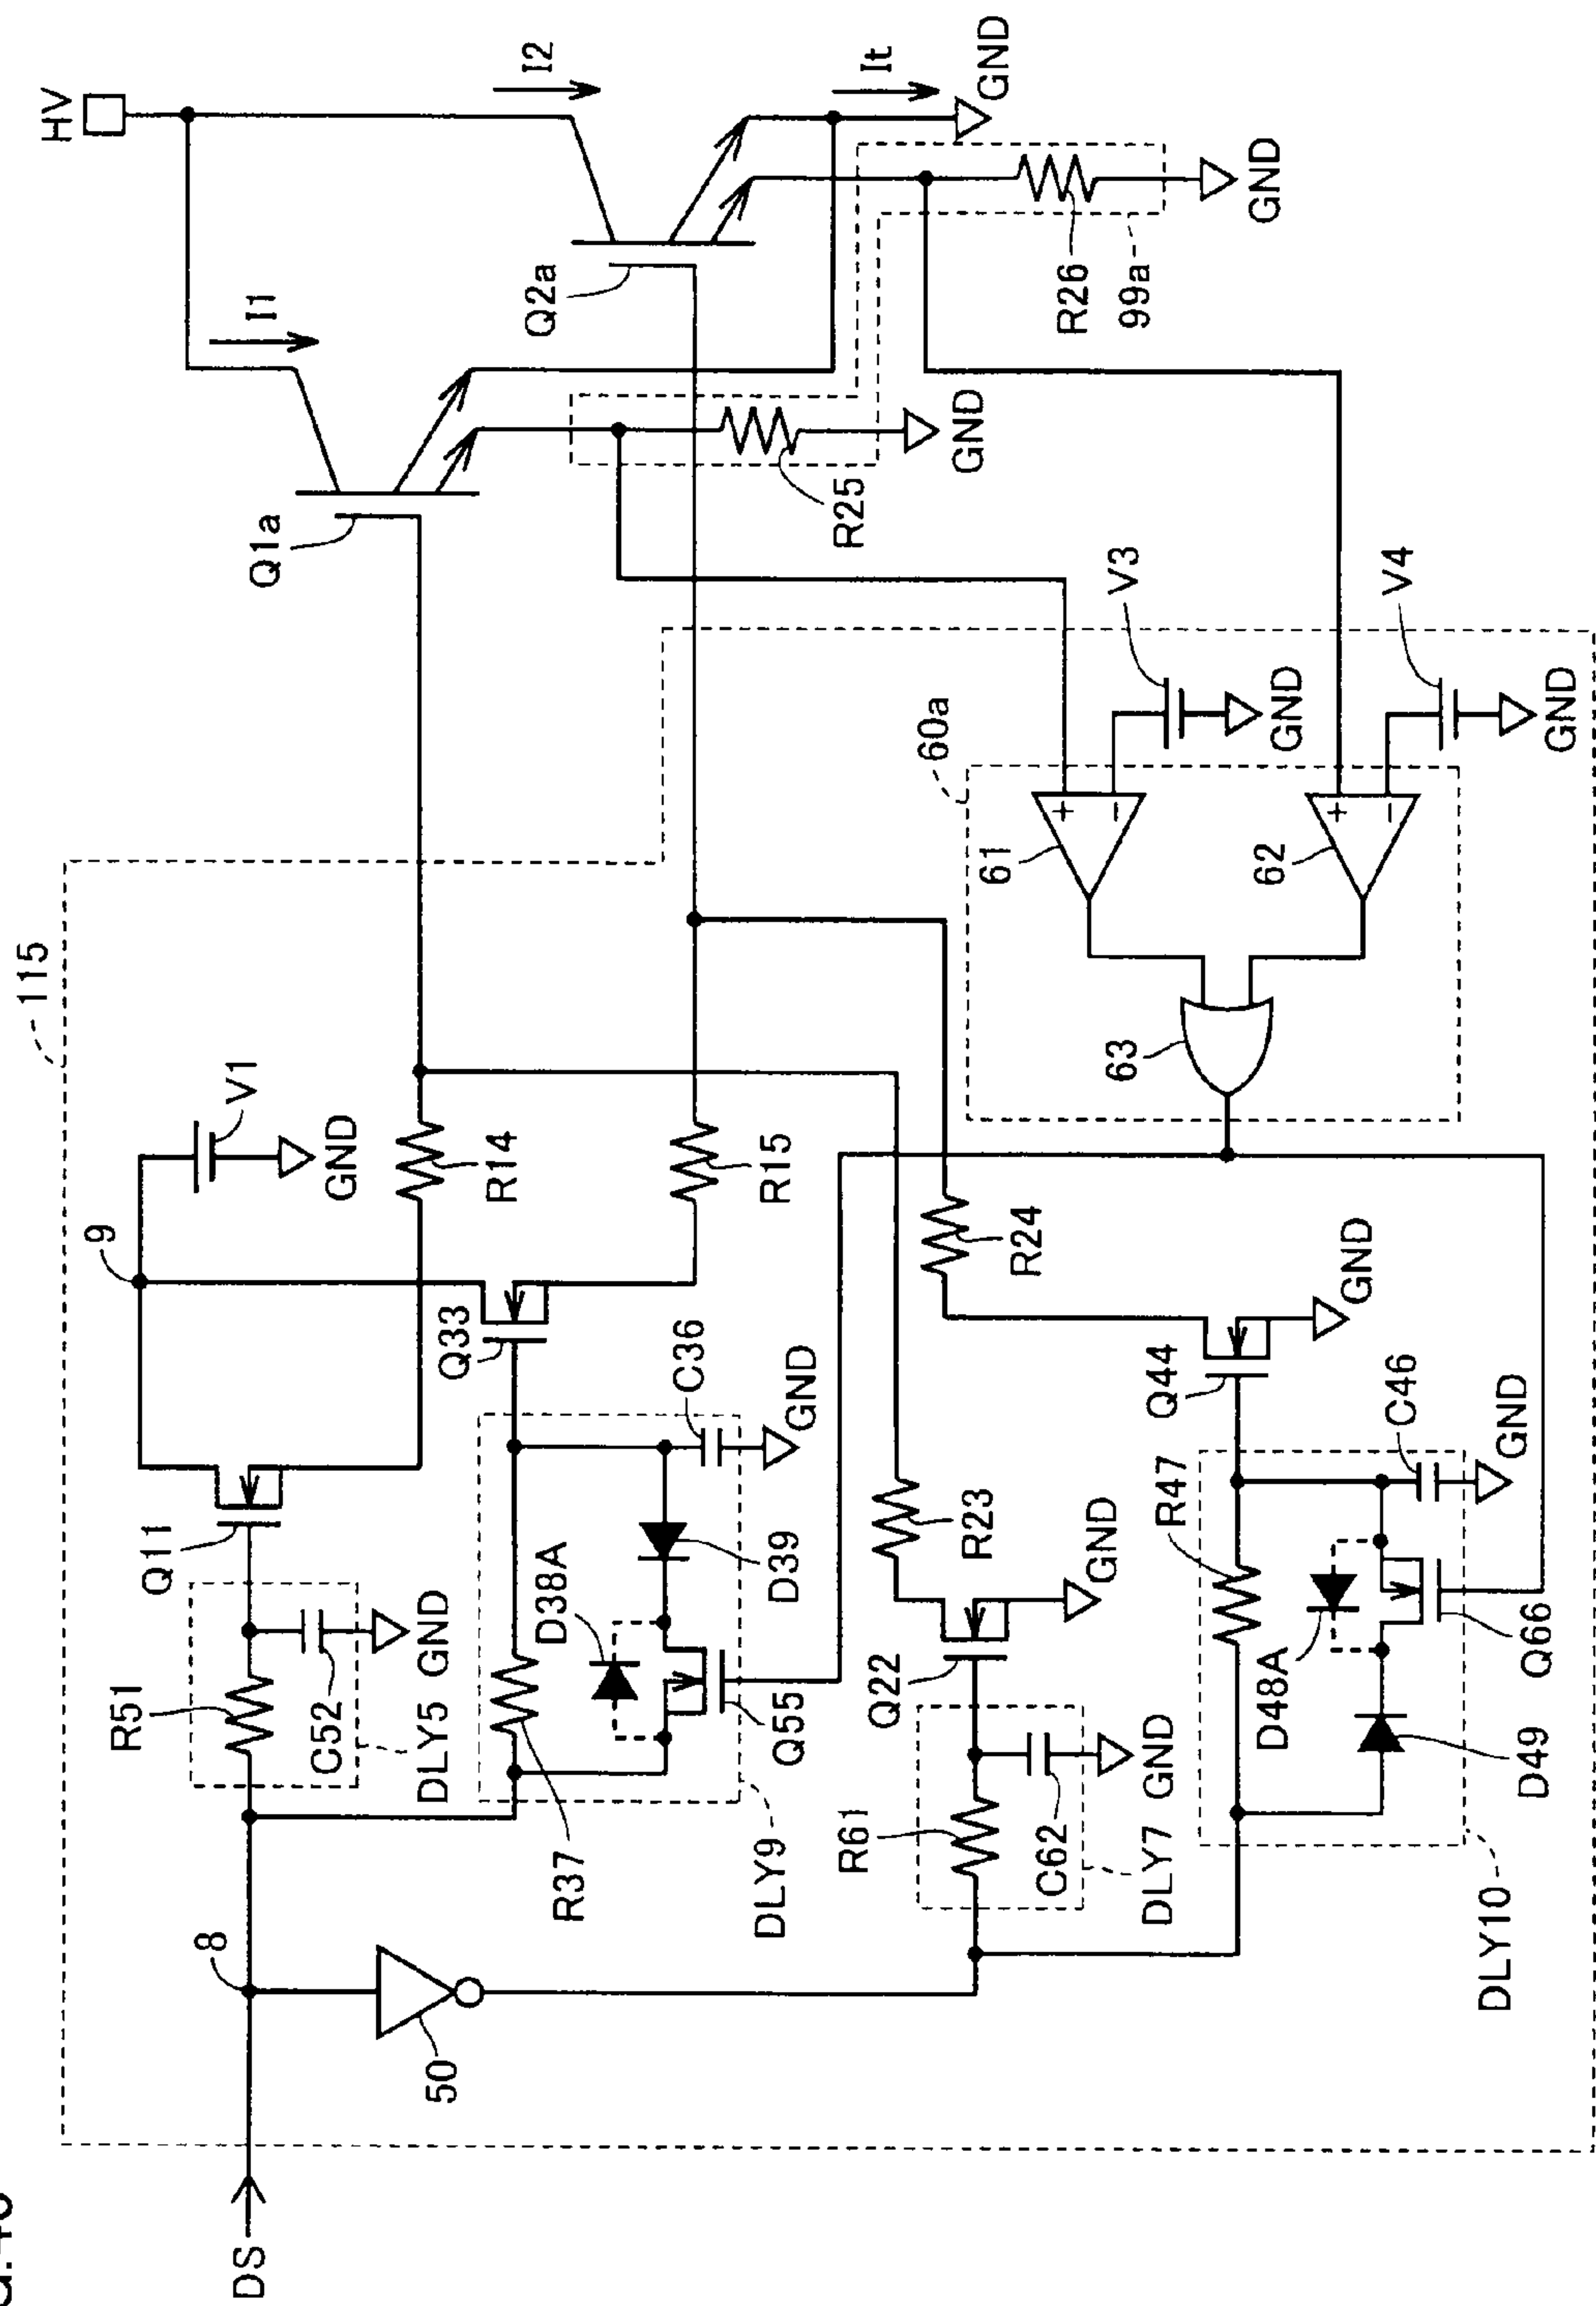 115
HV
9
V1
GND
I1
I2
It
GND
Q11
Q1a
R51
C52
DLY5
GND
R14
Q33
Q2a
R25
GND
R26
99a
GND
8
DS
50
R37
D38A
D39
C36
GND
Q55
DLY9
R15
R24
R23
60a
61
62
63
V3
GND
V4
GND
Q22
GND
R61
C62
DLY7
GND
Q44
GND
R47
C46
GND
D48A
Q66
D49
DLY10